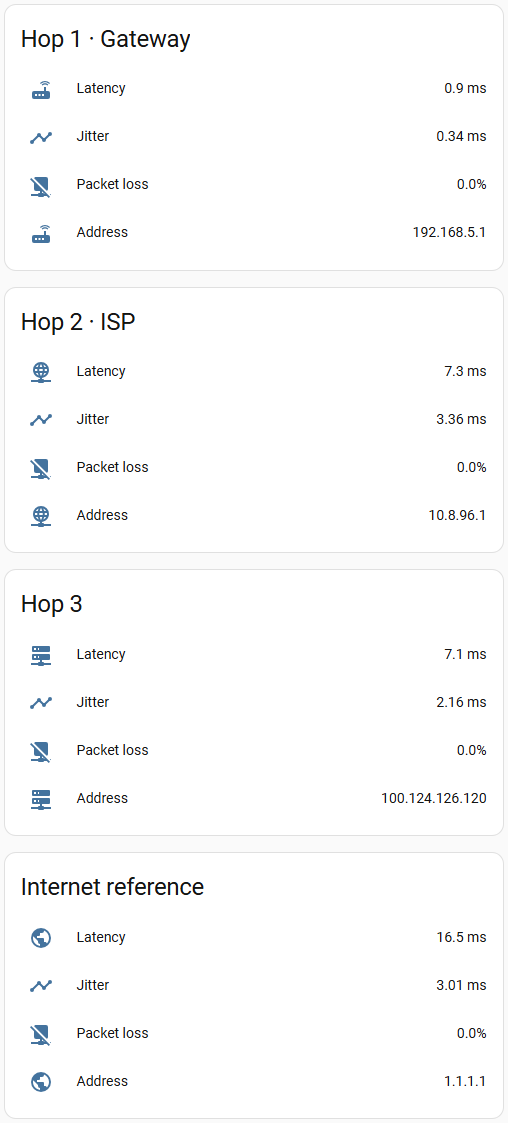 Hop 1 · Gateway
Latency 0.9 ms
Jitter 0.34 ms
Packet loss 0.0%
Address 192.168.5.1
Hop 2 · ISP
Latency 7.3 ms
Jitter 3.36 ms
Packet loss 0.0%
Address 10.8.96.1
Hop 3
Latency 7.1 ms
Jitter 2.16 ms
Packet loss 0.0%
Address 100.124.126.120
Internet reference
Latency 16.5 ms
Jitter 3.01 ms
Packet loss 0.0%
Address 1.1.1.1